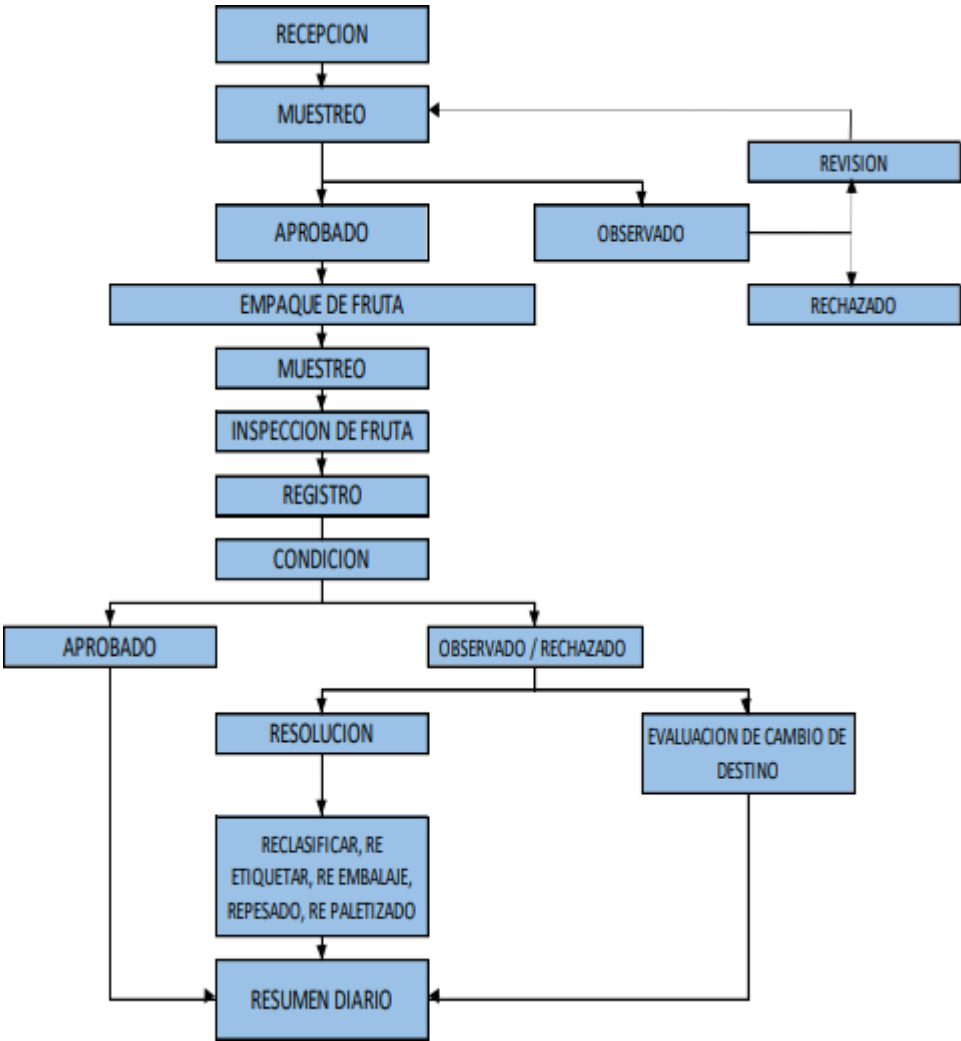 RECEPCION
MUESTREO
REVISION
APROBADO
OBSERVADO
EMPAQUE DE FRUTA
RECHAZADO
MUESTREO
INSPECCION DE FRUTA
REGISTRO
CONDICION
APROBADO
OBSERVADO / RECHAZADO
RESOLUCION
EVALUACION DE CAMBIO DE
DESTINO
RECLASIFICAR, RE
ETIQUETAR, RE EMBALAJE,
REPESADO, RE PALETIZADO
RESUMEN DIARIO